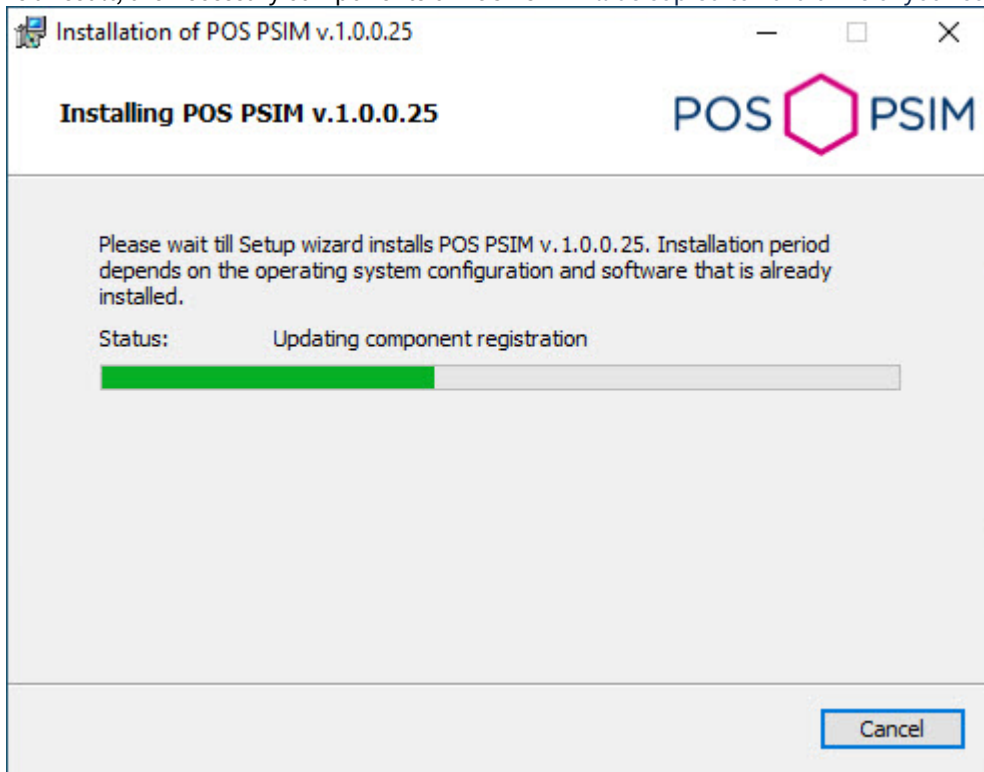 Installation of POS PSIM v.1.0.0.25
Installing POS PSIM v.1.0.0.25
POS PSIM
Please wait till Setup wizard installs POS PSIM v.1.0.0.25. Installation period
depends on the operating system configuration and software that is already
installed.
Status: Updating component registration
Cancel